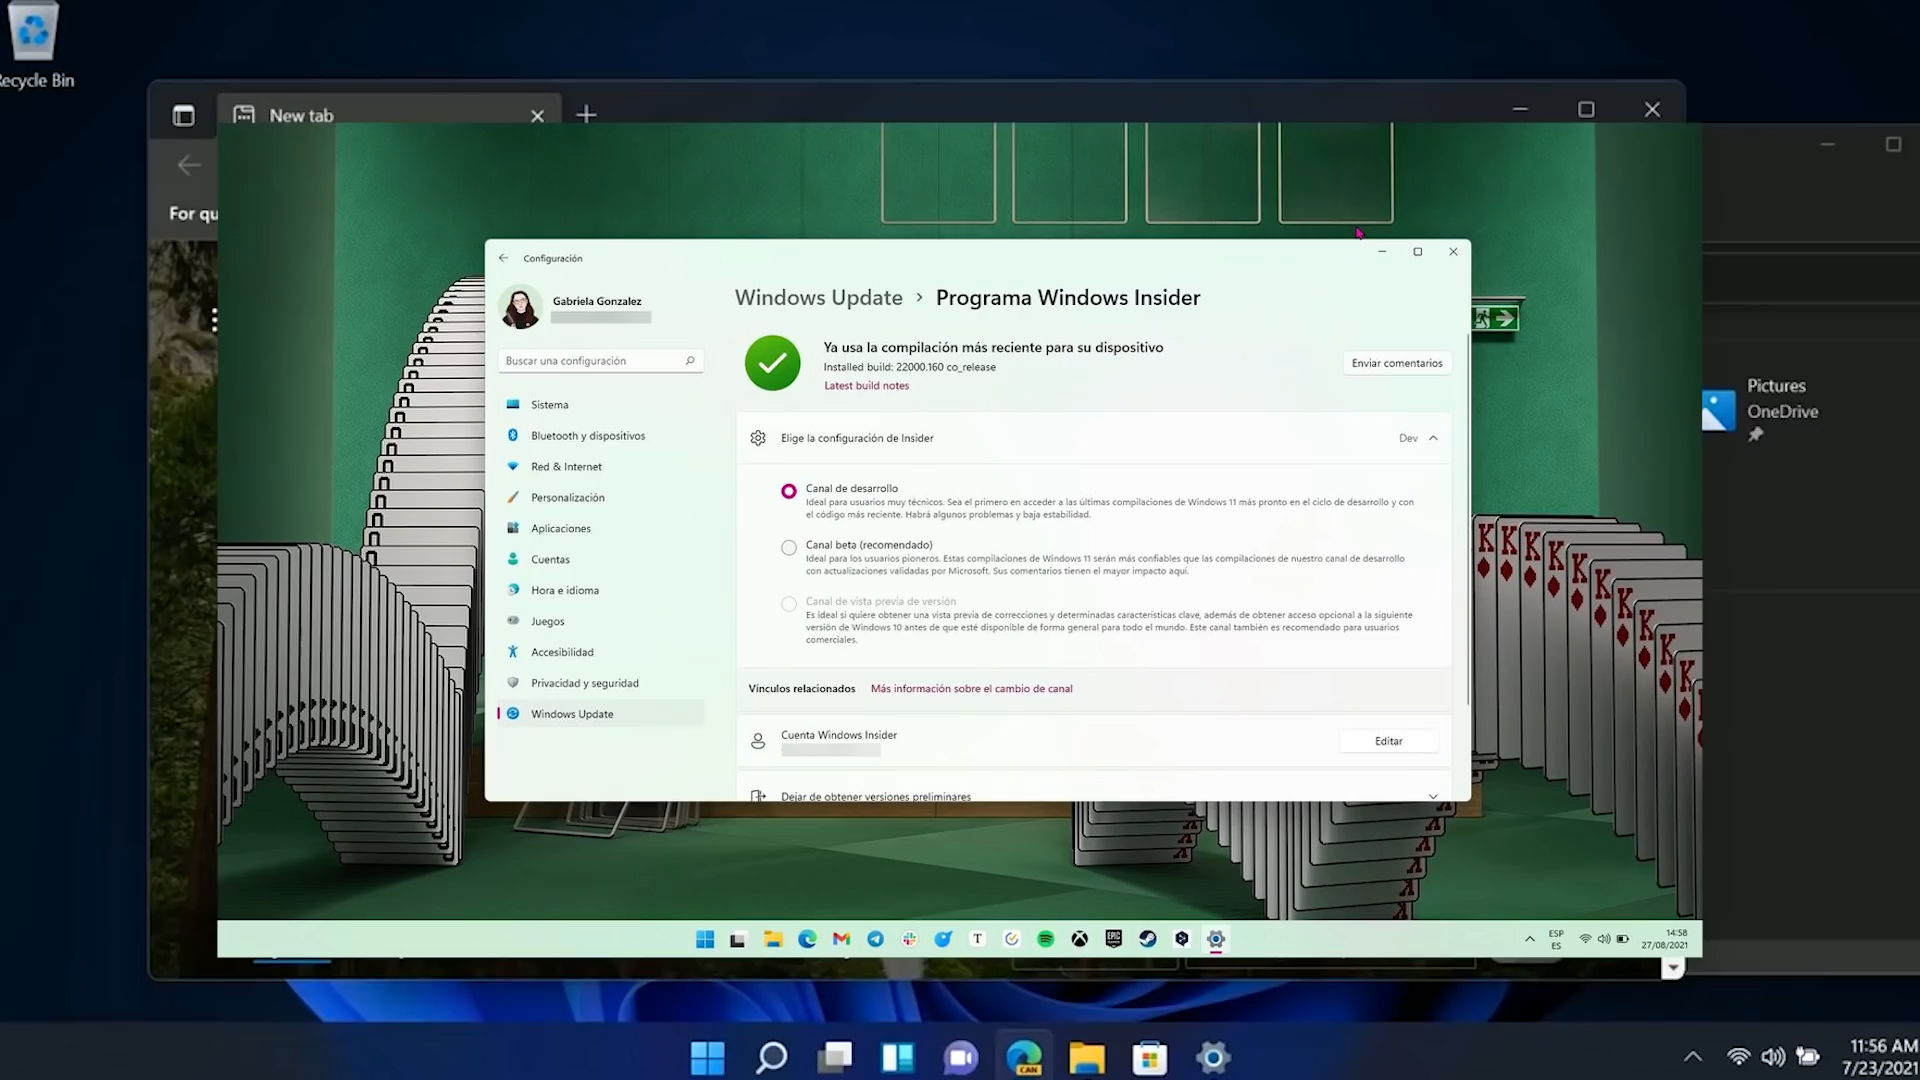 Recycle Bin
New tab
For qu
Configuración
Gabriela Gonzalez
Buscar una configuración
Sistema
Bluetooth y dispositivos
Red & Internet
Personalización
Aplicaciones
Cuentas
Hora e idioma
Juegos
Accesibilidad
Privacidad y seguridad
Windows Update
Windows Update > Programa Windows Insider
Ya usa la compilación más reciente para su dispositivo
Installed build: 22000.160 co_release
Latest build notes
Enviar comentarios
Elige la configuración de Insider
Dev
Canal de desarrollo
Ideal para usuarios muy técnicos. Sea el primero en acceder a las últimas compilaciones de Windows 11 más pronto en el ciclo de desarrollo y con
el código más reciente. Habrá algunos problemas y baja estabilidad.
Canal beta (recomendado)
Ideal para los usuarios pioneros. Estas compilaciones de Windows 11 serán más confiables que las compilaciones de nuestro canal de desarrollo
con actualizaciones validadas por Microsoft. Sus comentarios tienen el mayor impacto aquí.
Canal de vista previa de versión
Es ideal si quiere obtener una vista previa de correcciones y determinadas características clave, además de obtener acceso opcional a la siguiente
versión de Windows 10 antes de que esté disponible de forma general para todo el mundo. Este canal también es recomendado para usuarios
comerciales.
Vínculos relacionados
Más información sobre el cambio de canal
Cuenta Windows Insider
Editar
Dejar de obtener versiones preliminares
Pictures
OneDrive
K
K
K
K
K
K
K
K
K
T
EPIC
GAMES
ESP
ES
14:58
27/08/2021
CAN
11:56 AM
7/23/2021